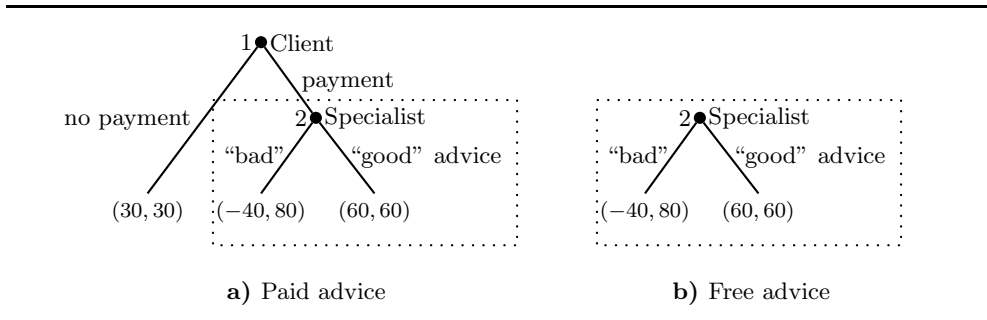 1 Client
payment
no payment
2 Specialist
"bad" "good" advice
(30, 30) (−40, 80) (60, 60)
a) Paid advice
2 Specialist
"bad" "good" advice
(−40, 80) (60, 60)
b) Free advice